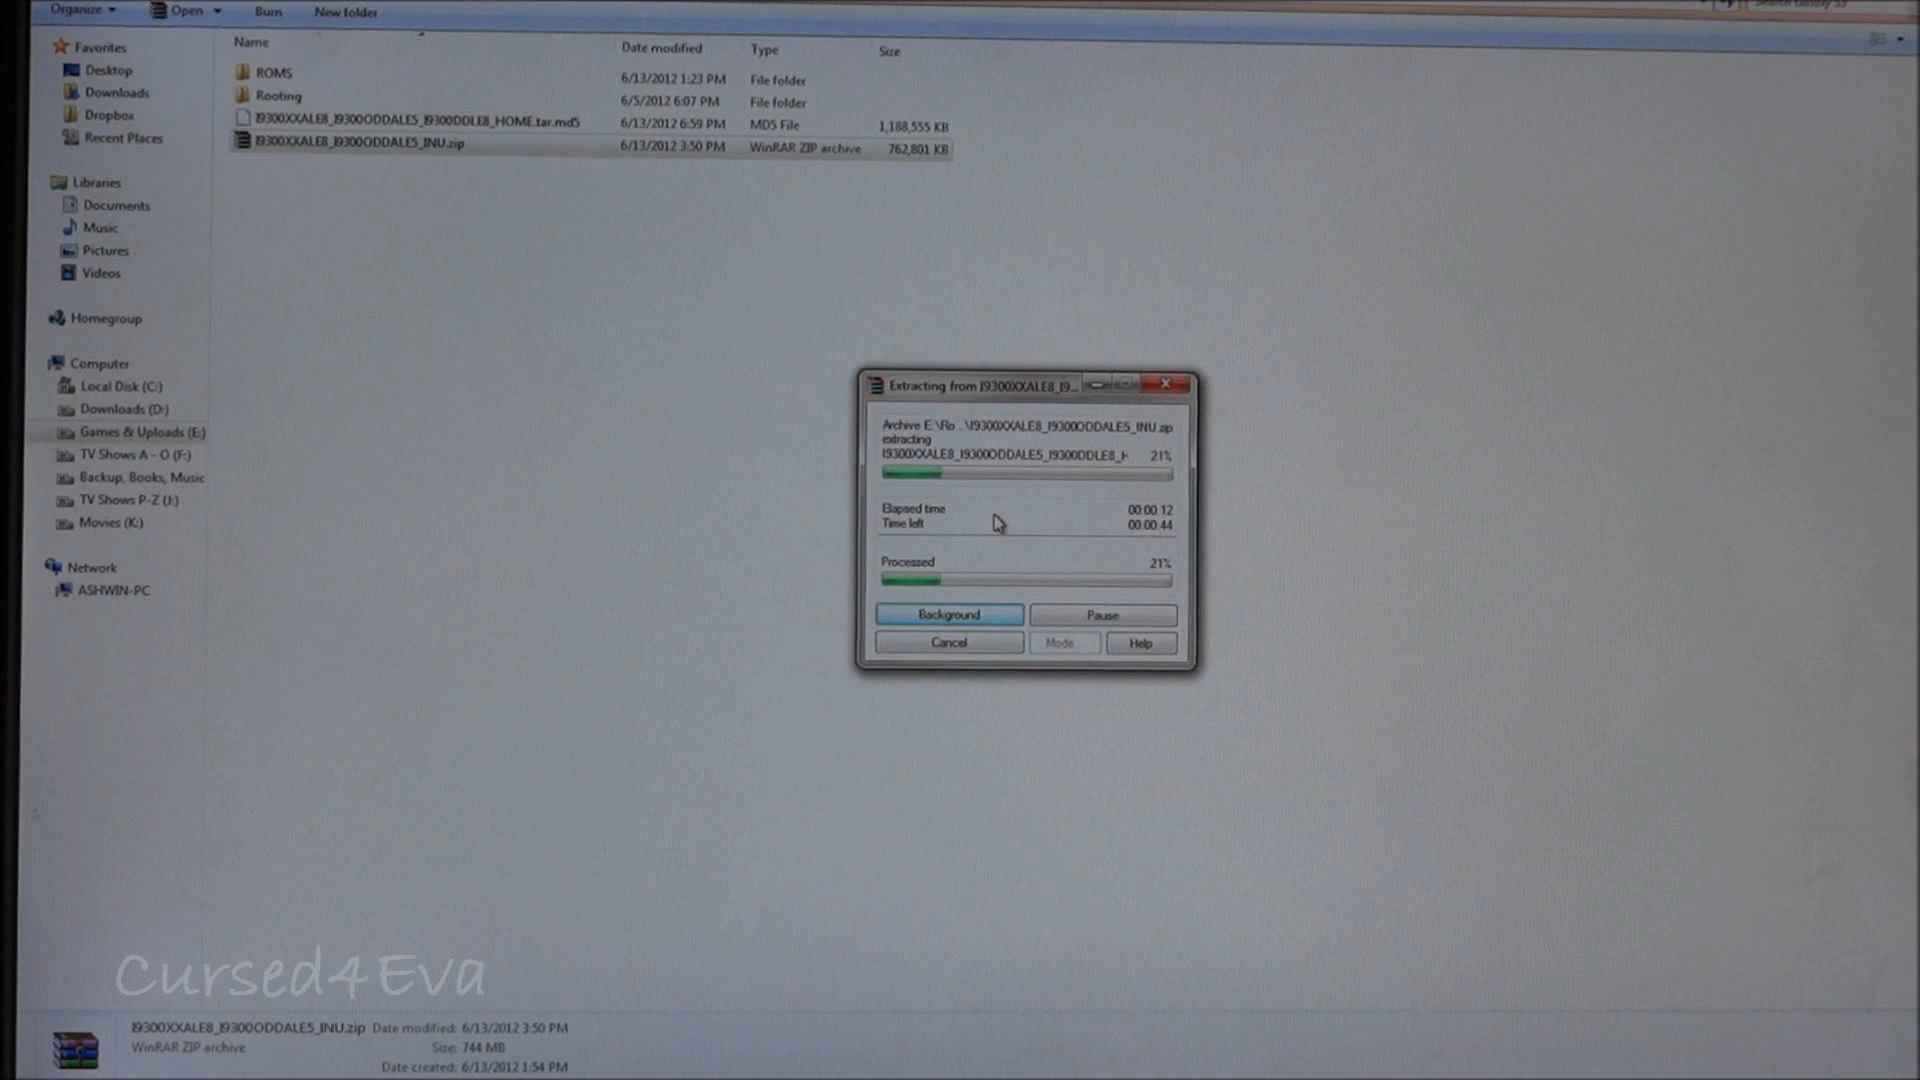 Organize Open Burn New folder
Name Date modified Type Size
Favorites
Desktop
Downloads
Dropbox
Recent Places
Libraries
Documents
Music
Pictures
Videos
Homegroup
Computer
Local Disk (C:)
Downloads (D:)
Games & Uploads (E:)
TV Shows A - O (F:)
Backup, Books, Music
TV Shows P-Z (J:)
Movies (K:)
Network
ASHWIN-PC
ROMS 6/13/2012 1:23 PM File folder
Rooting 6/5/2012 6:07 PM File folder
I9300XXALE8_I9300ODDALE5_I9300DDLE8_HOME.tar.md5 6/13/2012 6:59 PM MD5 File 1,188,555 KB
I9300XXALE8_I9300ODDALE5_INU.zip 6/13/2012 3:50 PM WinRAR ZIP archive 762,801 KB
Extracting from I9300XXALE8_I9...
Archive E:\Ro...\I9300XXALE8_I9300ODDALE5_INU.zip
extracting
I9300XXALE8_I9300ODDALE5_I9300DDLE8_H 21%
Elapsed time 00:00:12
Time left 00:00:44
Processed 21%
Background Pause
Cancel Mode... Help
Cursed4Eva
I9300XXALE8_I9300ODDALE5_INU.zip Date modified: 6/13/2012 3:50 PM
WinRAR ZIP archive Size: 744 MB
Date created: 6/13/2012 1:54 PM